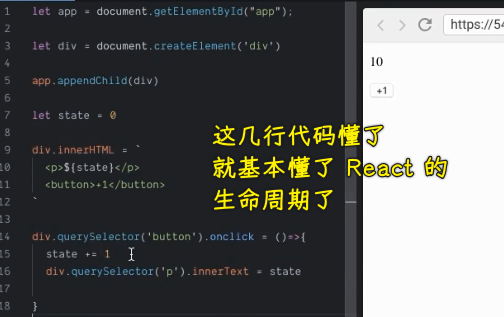 1 let app = document.getElementById("app");
2
3 let div = document.createElement('div')
4
5 app.appendChild(div)
6
7 let state = 0
8
9 div.innerHTML = `
10 <p>${state}</p>
11 <button>+1</button>
12 `
13
14 div.querySelector('button').onclick = ()=>{
15 state += 1
16 div.querySelector('p').innerText = state
17
18 }
https://54
10
+1
这几行代码懂了
就基本懂了 React 的
生命周期了